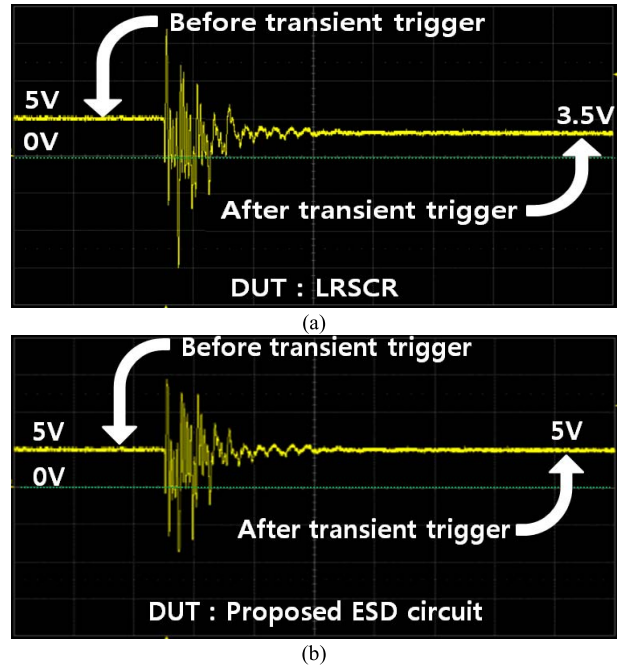 Before transient trigger
5V
0V
3.5V
After transient trigger
DUT : LRSCR
(a)
Before transient trigger
5V
0V
5V
After transient trigger
DUT : Proposed ESD circuit
(b)